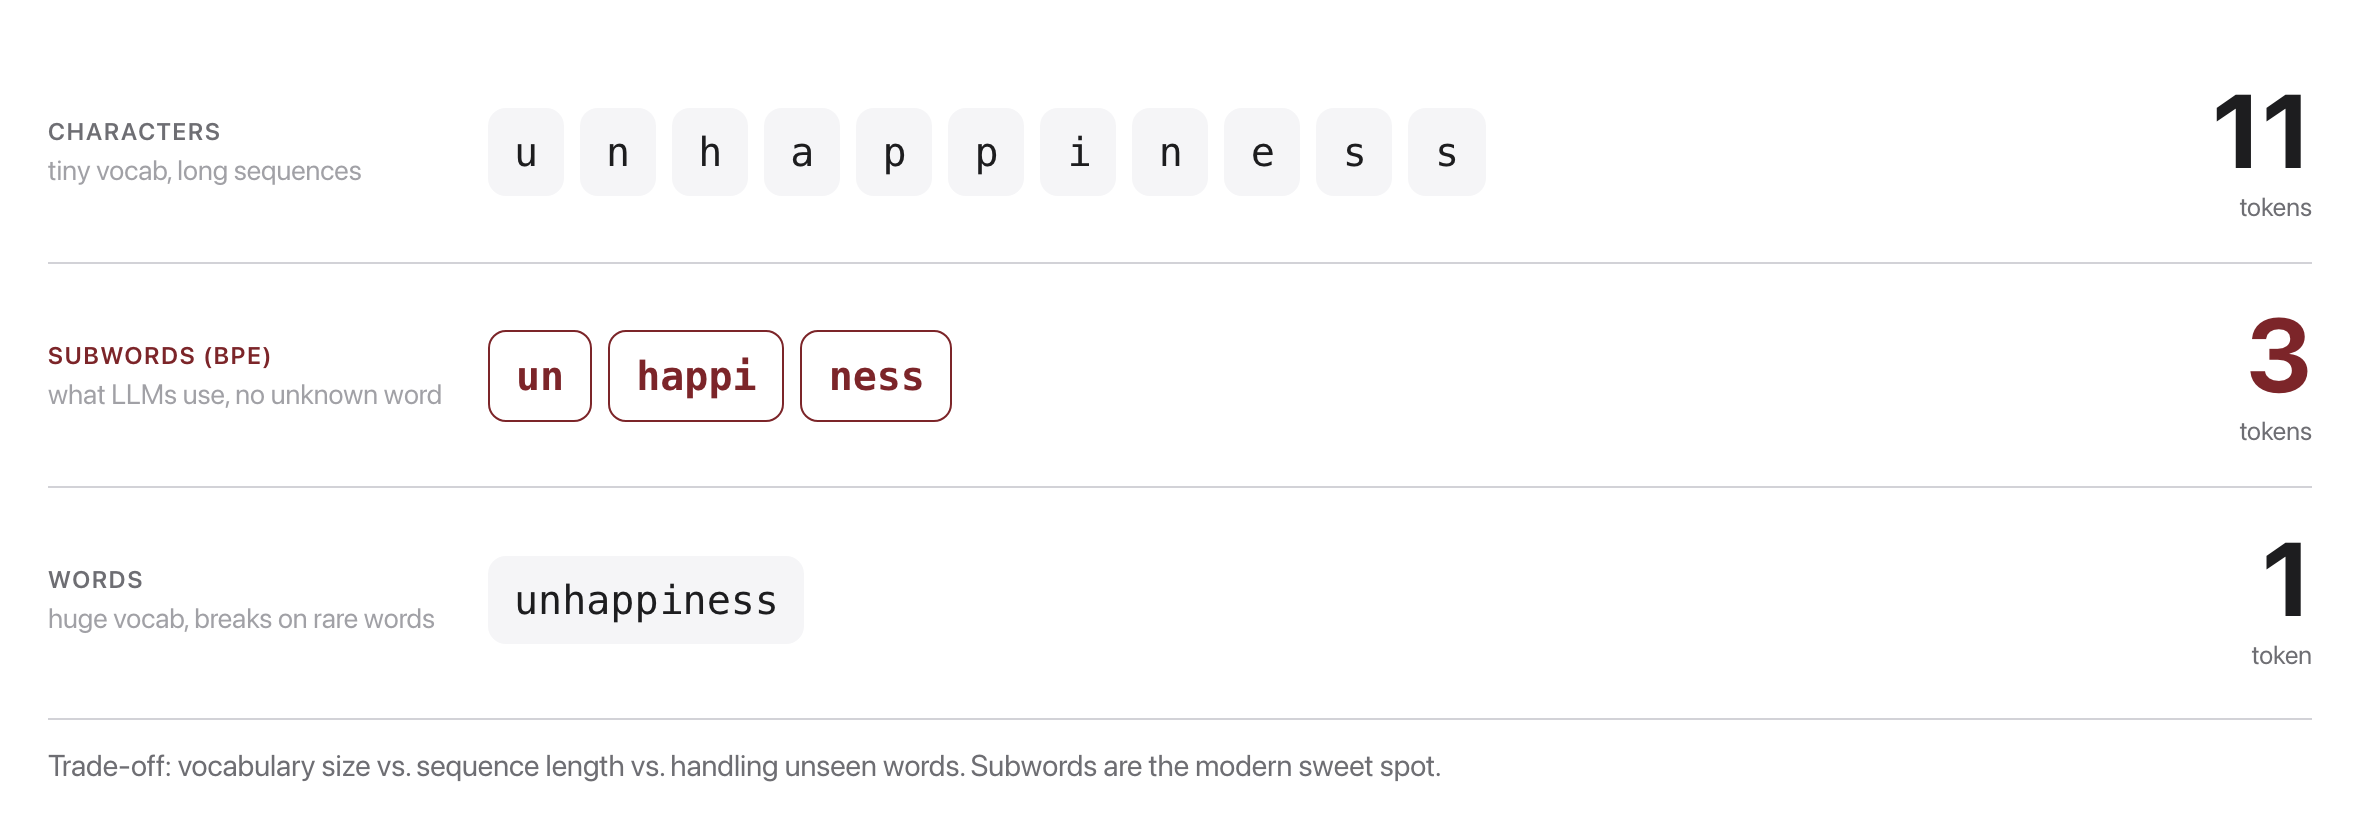 CHARACTERS
tiny vocab, long sequences
u n h a p p i n e s s
11
tokens
SUBWORDS (BPE)
what LLMs use, no unknown word
un happi ness
3
tokens
WORDS
huge vocab, breaks on rare words
unhappiness
1
token
Trade-off: vocabulary size vs. sequence length vs. handling unseen words. Subwords are the modern sweet spot.